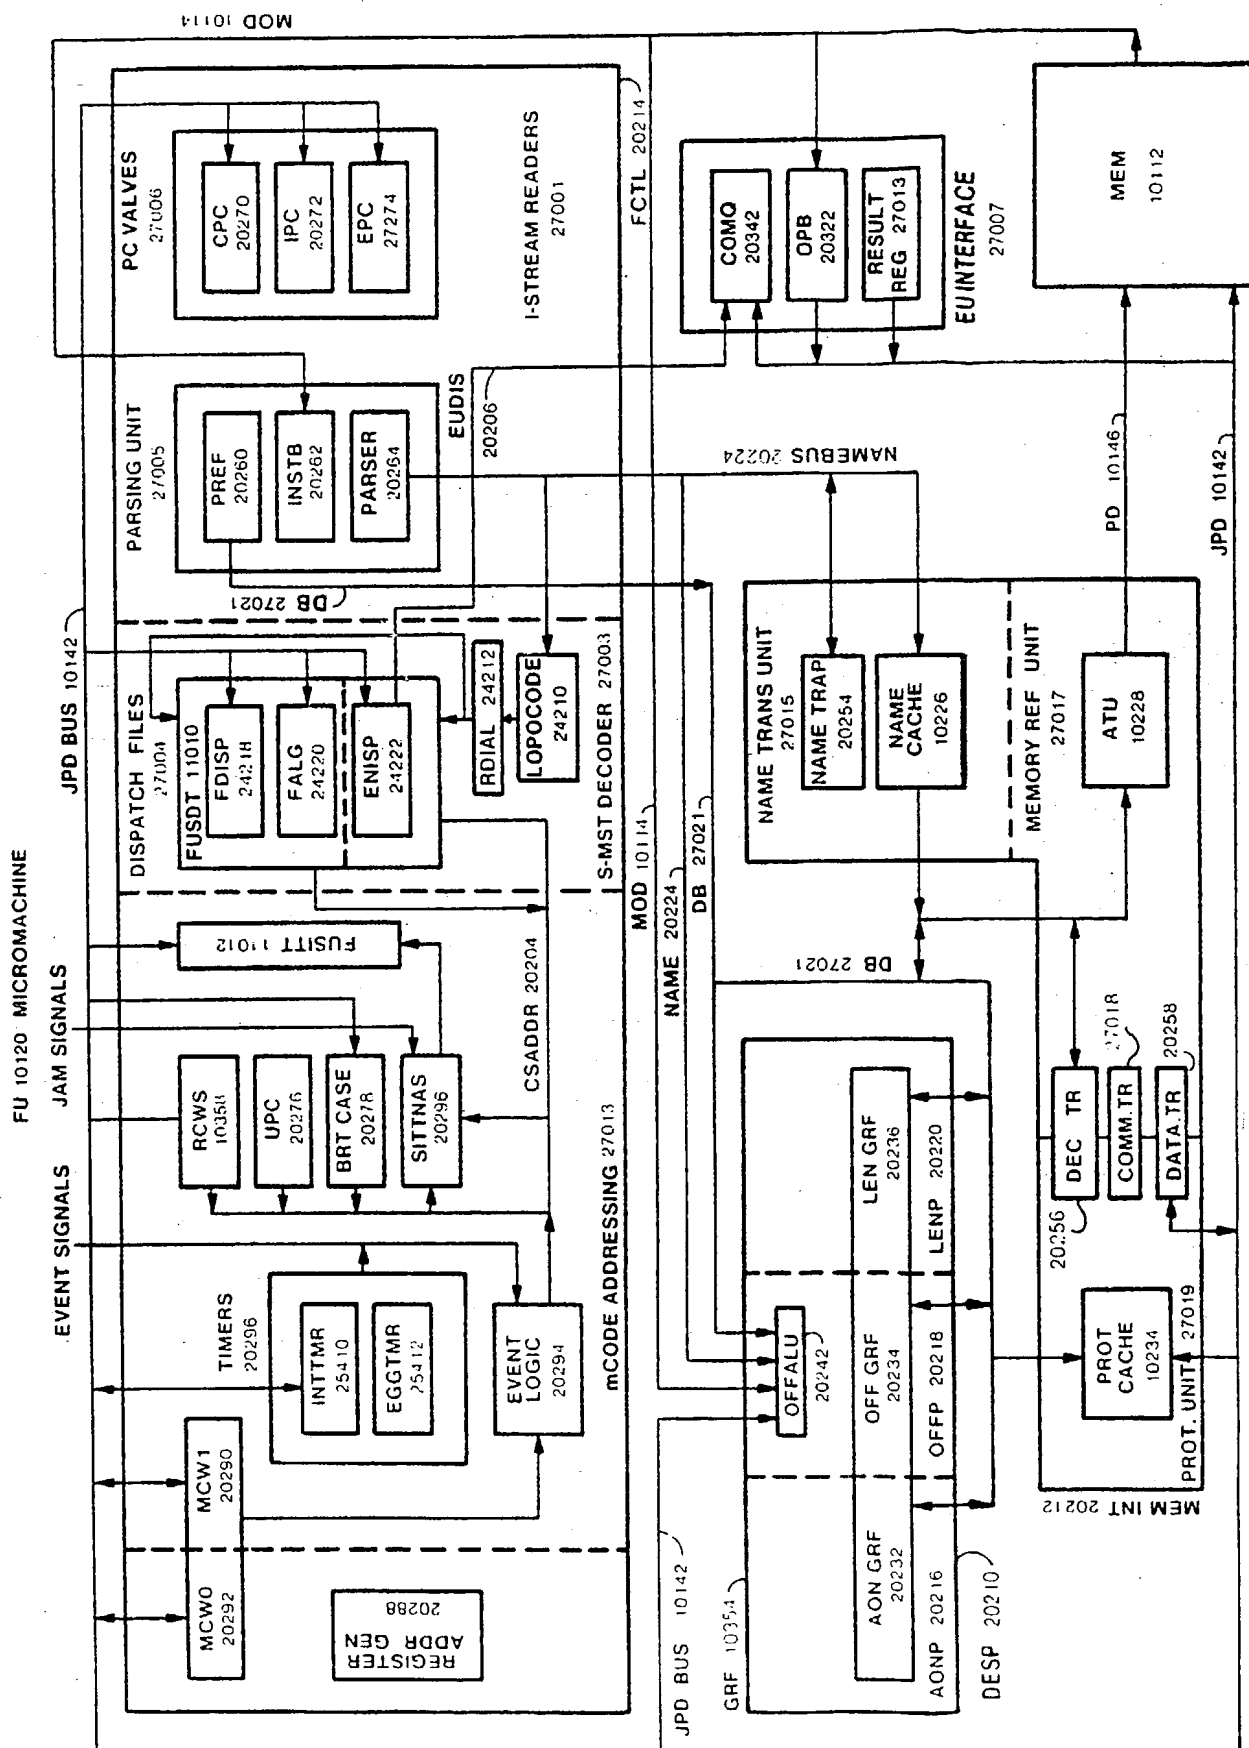 FU 10120 MICROMACHINE
EVENT SIGNALS
JAM SIGNALS
JPD BUS 10142
MOD 10114
MCW0
20292
MCW1
20290
TIMERS
20296
INTTMR
25410
EGGTMR
25412
EVENT
LOGIC
20294
REGISTER
ADDR GEN
20288
RCWS
10358
UPC
20276
BRT CASE
20278
SITTNAS
20296
FUSITT 11012
CSADDR 20204
mCODE ADDRESSING 27013
DISPATCH FILES
27004
FUSDT 11010
FDISP
24218
FALG
24220
ENISP
24222
RDIAL 24212
LOPOCODE
24210
S-MST DECODER 27003
DB 27021
PARSING UNIT
27005
PREF
20260
INSTB
20262
PARSER
20264
EUDIS
20206
PC VALVES
27006
CPC
20270
IPC
20272
EPC
27274
I-STREAM READERS
27001
FCTL 20214
MOD 10114
NAME 20224
DB 27021
NAMEBUS 20224
COMQ
20342
OPB
20322
RESULT
REG 27013
EU INTERFACE
27007
MEM
10112
JPD BUS 10142
GRF 10354
OFFALU
20242
AON GRF
20232
OFF GRF
20234
LEN GRF
20236
AONP 20216
OFFP 20218
LENP 20220
DESP 20210
DB 27021
NAME TRANS UNIT
27015
NAME TRAP
20254
NAME
CACHE
10226
MEMORY REF UNIT
27017
ATU
10228
PD 10146
JPD 10142
20256
DEC TR
COMM.TR
27018
DATA.TR
20258
PROT
CACHE
10234
PROT. UNIT 27019
MEM INT 20212